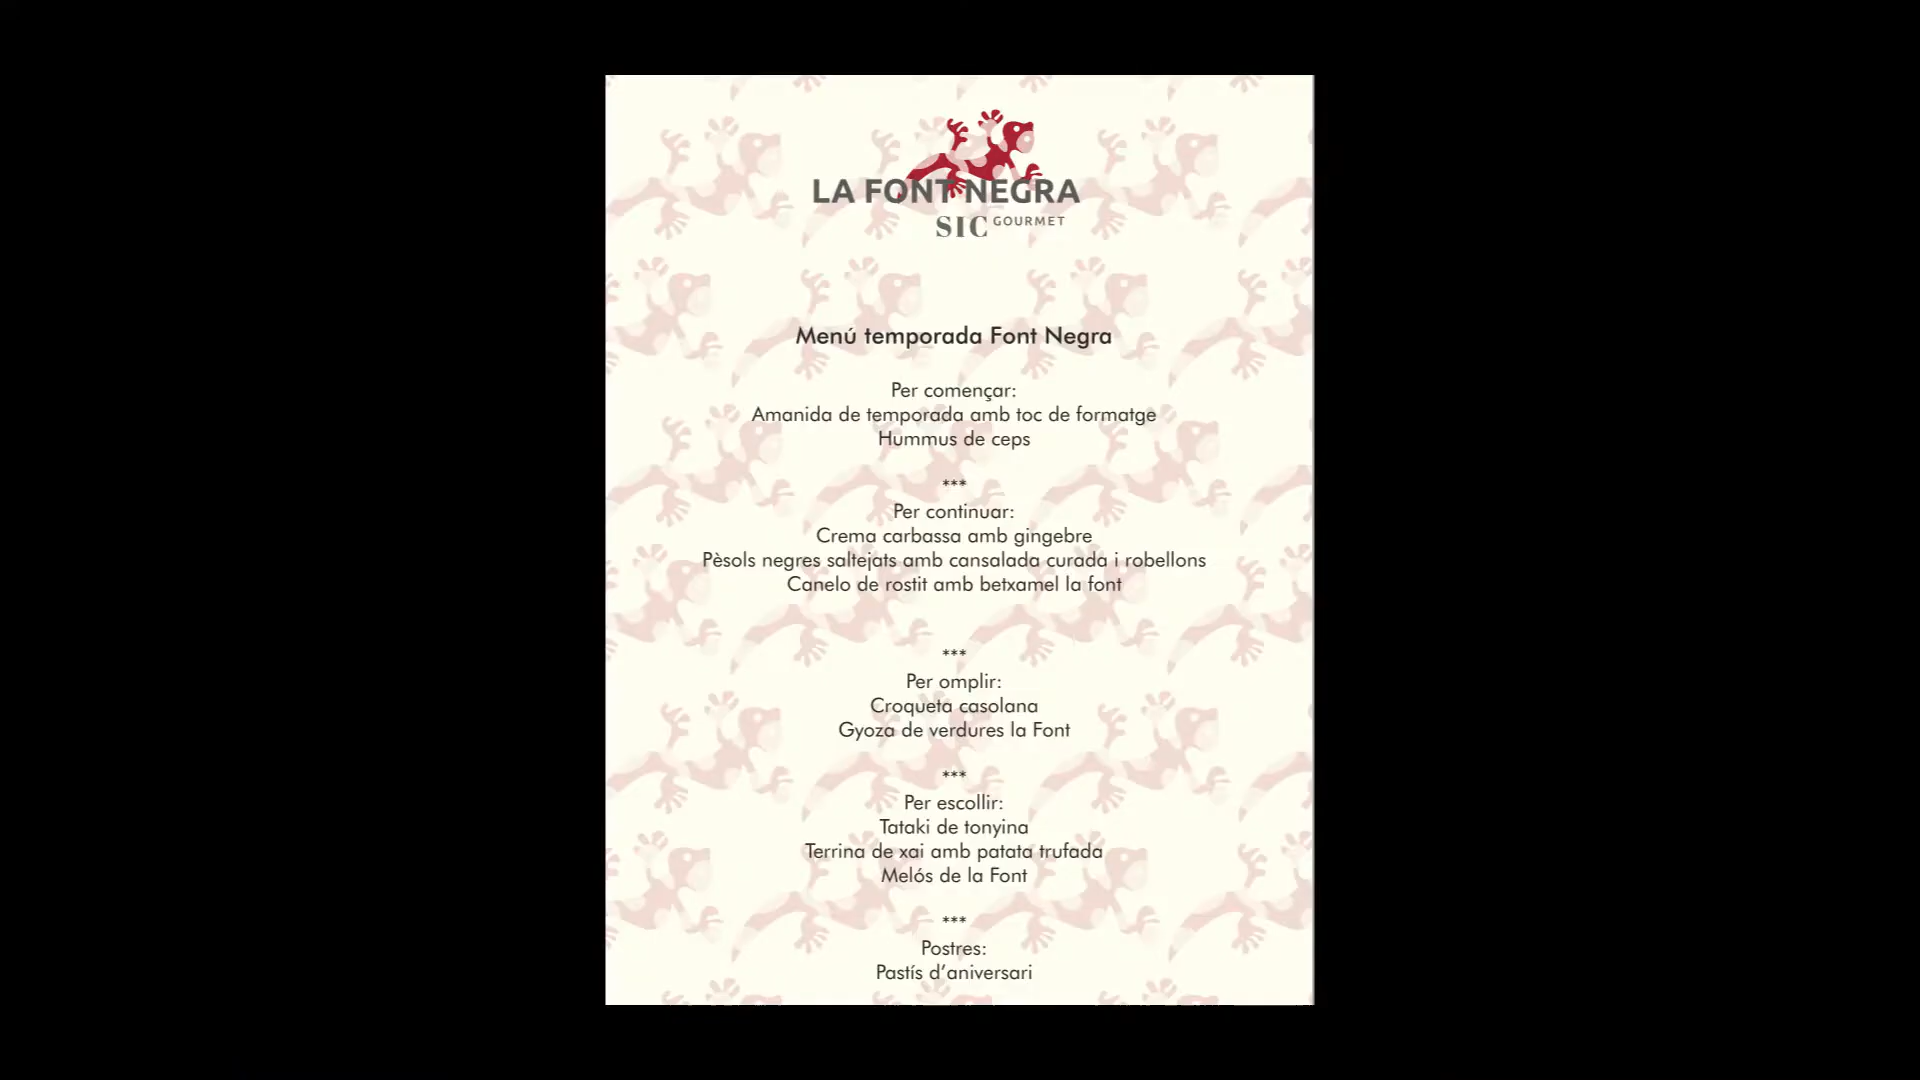 LA FONT NEGRA
SIC GOURMET
Menú temporada Font Negra
Per començar:
Amanida de temporada amb toc de formatge
Hummus de ceps
***
Per continuar:
Crema carbassa amb gingebre
Pèsols negres saltejats amb cansalada curada i robellons
Canelo de rostit amb betxamel la font
***
Per omplir:
Croqueta casolana
Gyoza de verdures la Font
***
Per escollir:
Tataki de tonyina
Terrina de xai amb patata trufada
Melós de la Font
***
Postres:
Pastís d’aniversari